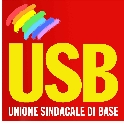 USB
UNIONE SINDACALE DI BASE